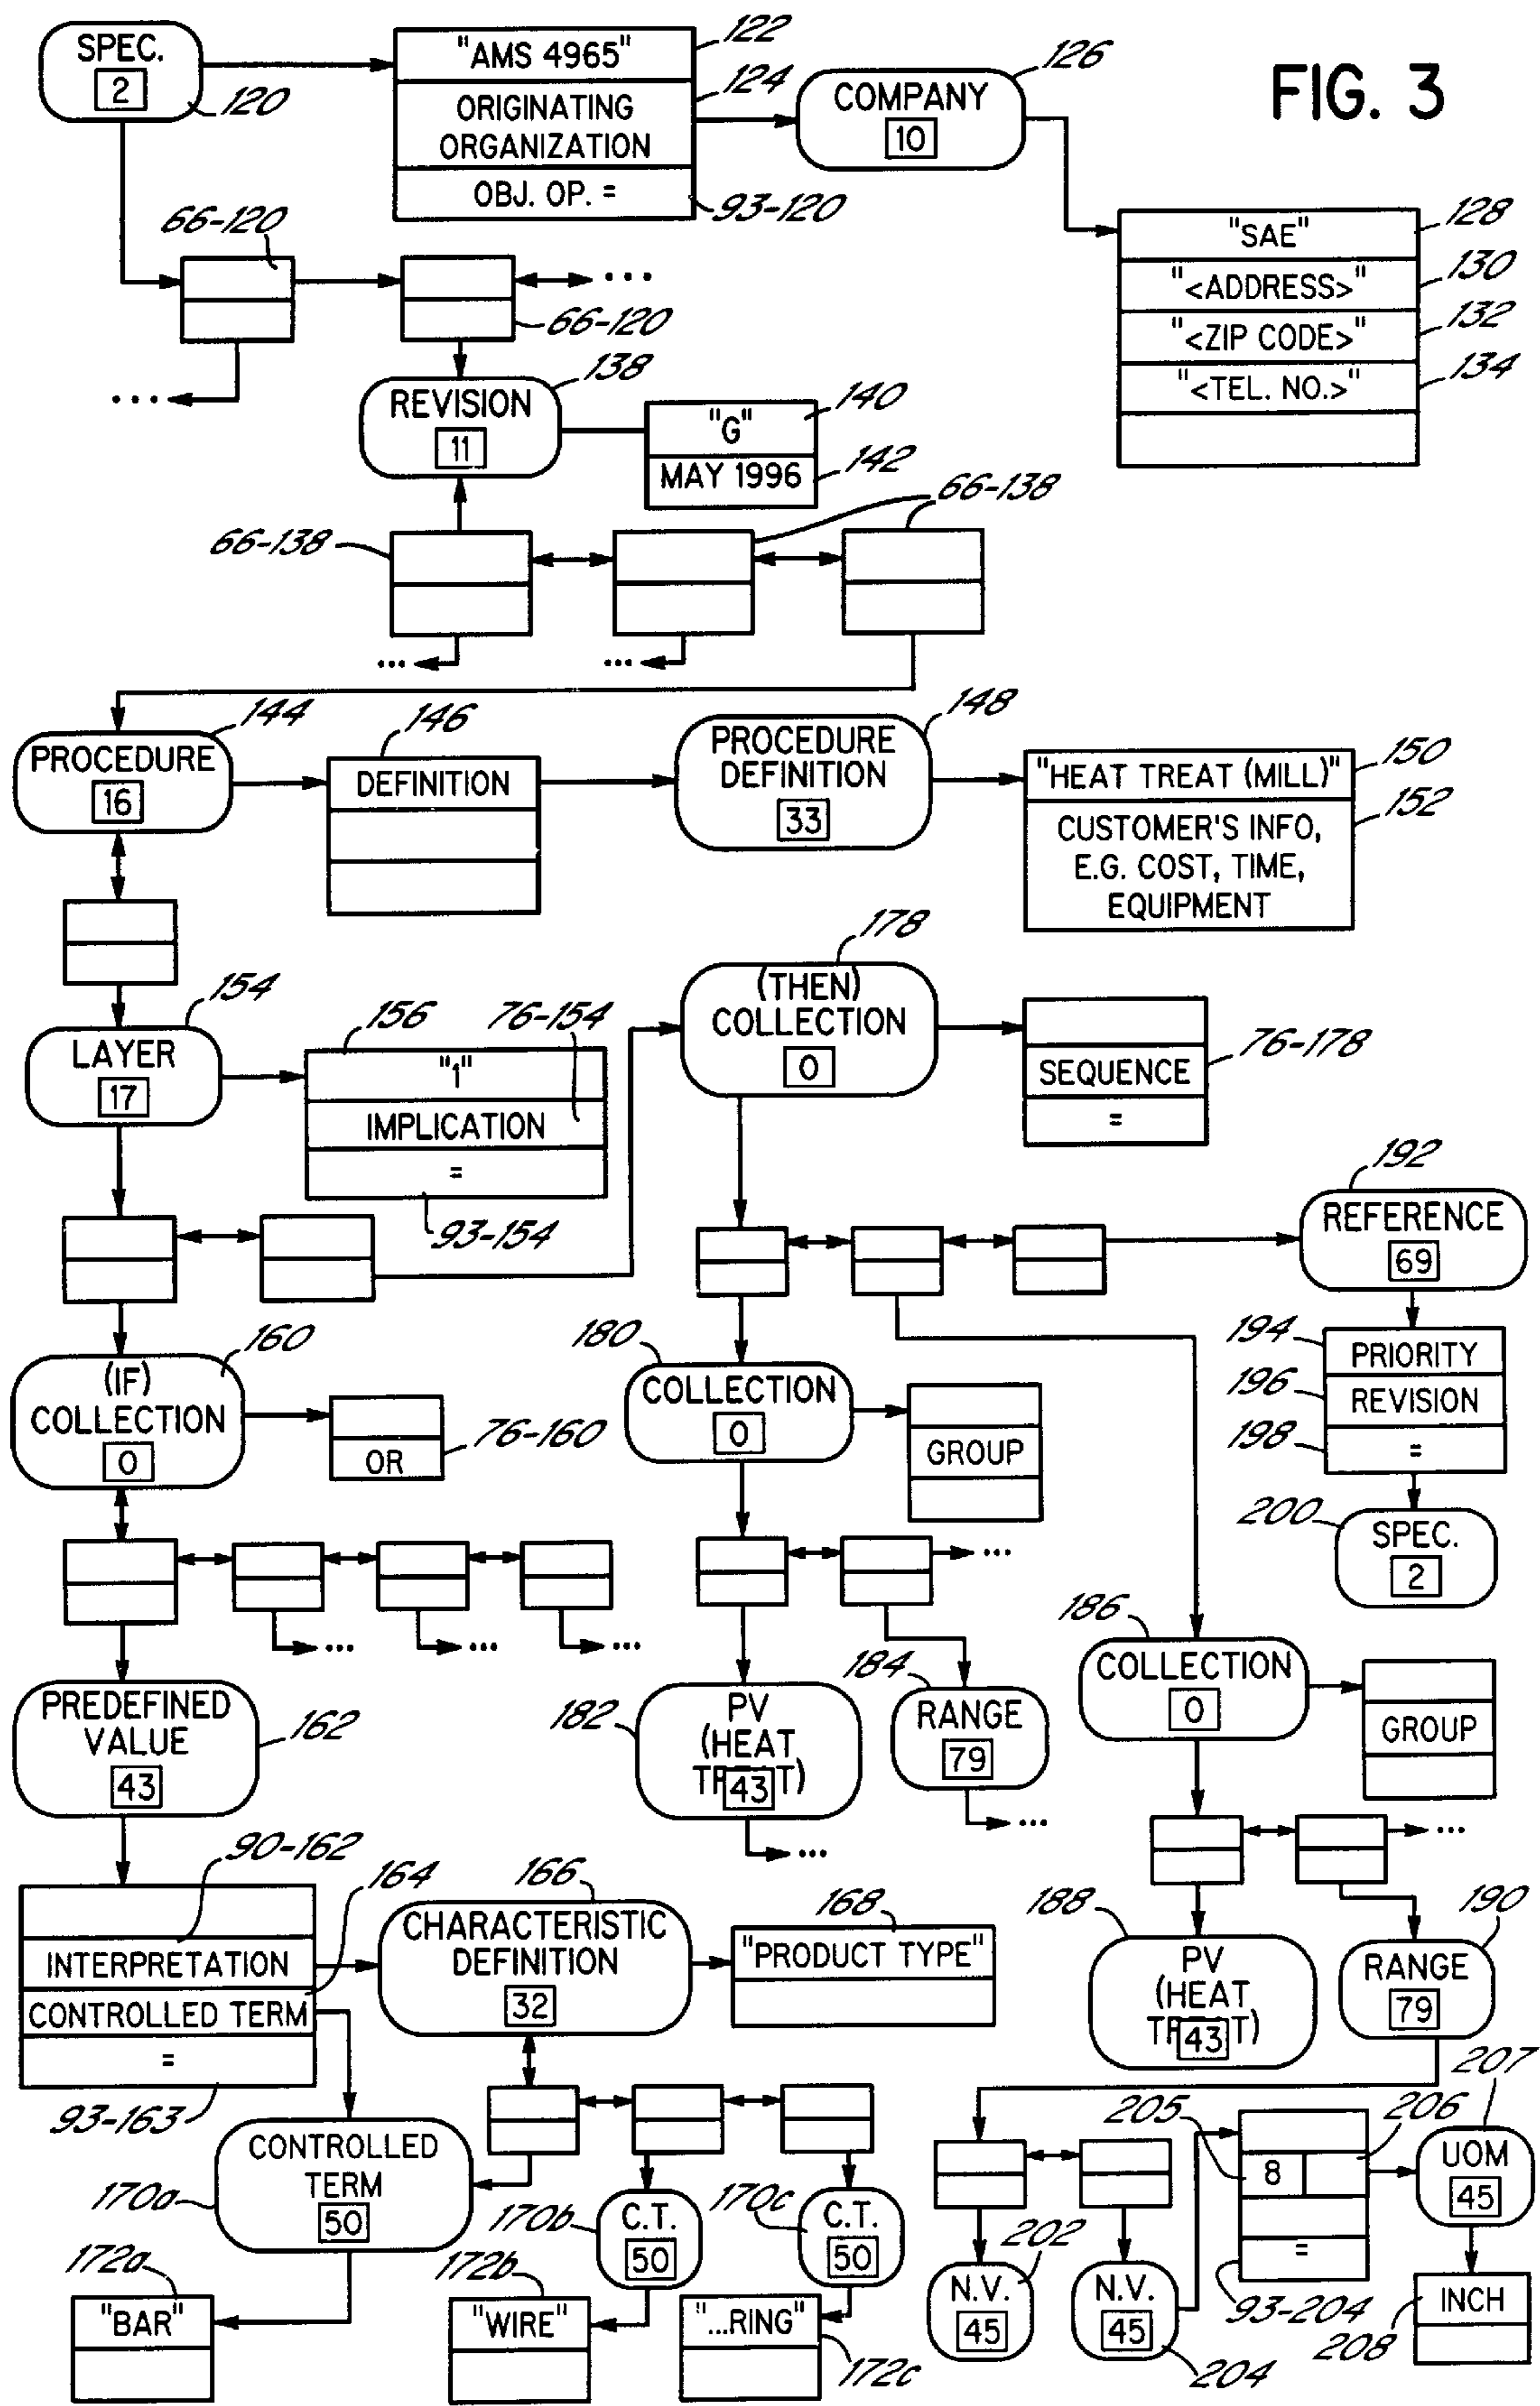 FIG. 3
SPEC.
2
120
"AMS 4965"
122
ORIGINATING
ORGANIZATION
124
OBJ. OP. =
93-120
COMPANY
10
126
"SAE"
128
"<ADDRESS>"
130
"<ZIP CODE>"
132
"<TEL. NO.>"
134
66-120
...
66-120
...
REVISION
11
138
"G"
140
MAY 1996
142
66-138
66-138
...
...
PROCEDURE
16
144
146
DEFINITION
PROCEDURE
DEFINITION
33
148
"HEAT TREAT (MILL)"
150
CUSTOMER'S INFO,
E.G. COST, TIME,
EQUIPMENT
152
LAYER
17
154
156
76-154
"1"
IMPLICATION
=
93-154
178
(THEN)
COLLECTION
0
SEQUENCE
=
76-178
192
REFERENCE
69
194
PRIORITY
196
REVISION
198
=
200
SPEC.
2
160
(IF)
COLLECTION
0
OR
76-160
...
...
...
180
COLLECTION
0
GROUP
...
182
PV
(HEAT
TR
43
T)
...
184
RANGE
79
...
186
COLLECTION
0
GROUP
...
188
PV
(HEAT
TR
43
T)
190
RANGE
79
PREDEFINED
VALUE
43
162
90-162
164
INTERPRETATION
CONTROLLED TERM
=
93-163
166
CHARACTERISTIC
DEFINITION
32
168
"PRODUCT TYPE"
CONTROLLED
TERM
50
170a
172a
"BAR"
170b
C.T.
50
172b
"WIRE"
170c
C.T.
50
"...RING"
172c
202
N.V.
45
N.V.
45
204
205
8
206
=
93-204
207
UOM
45
INCH
208